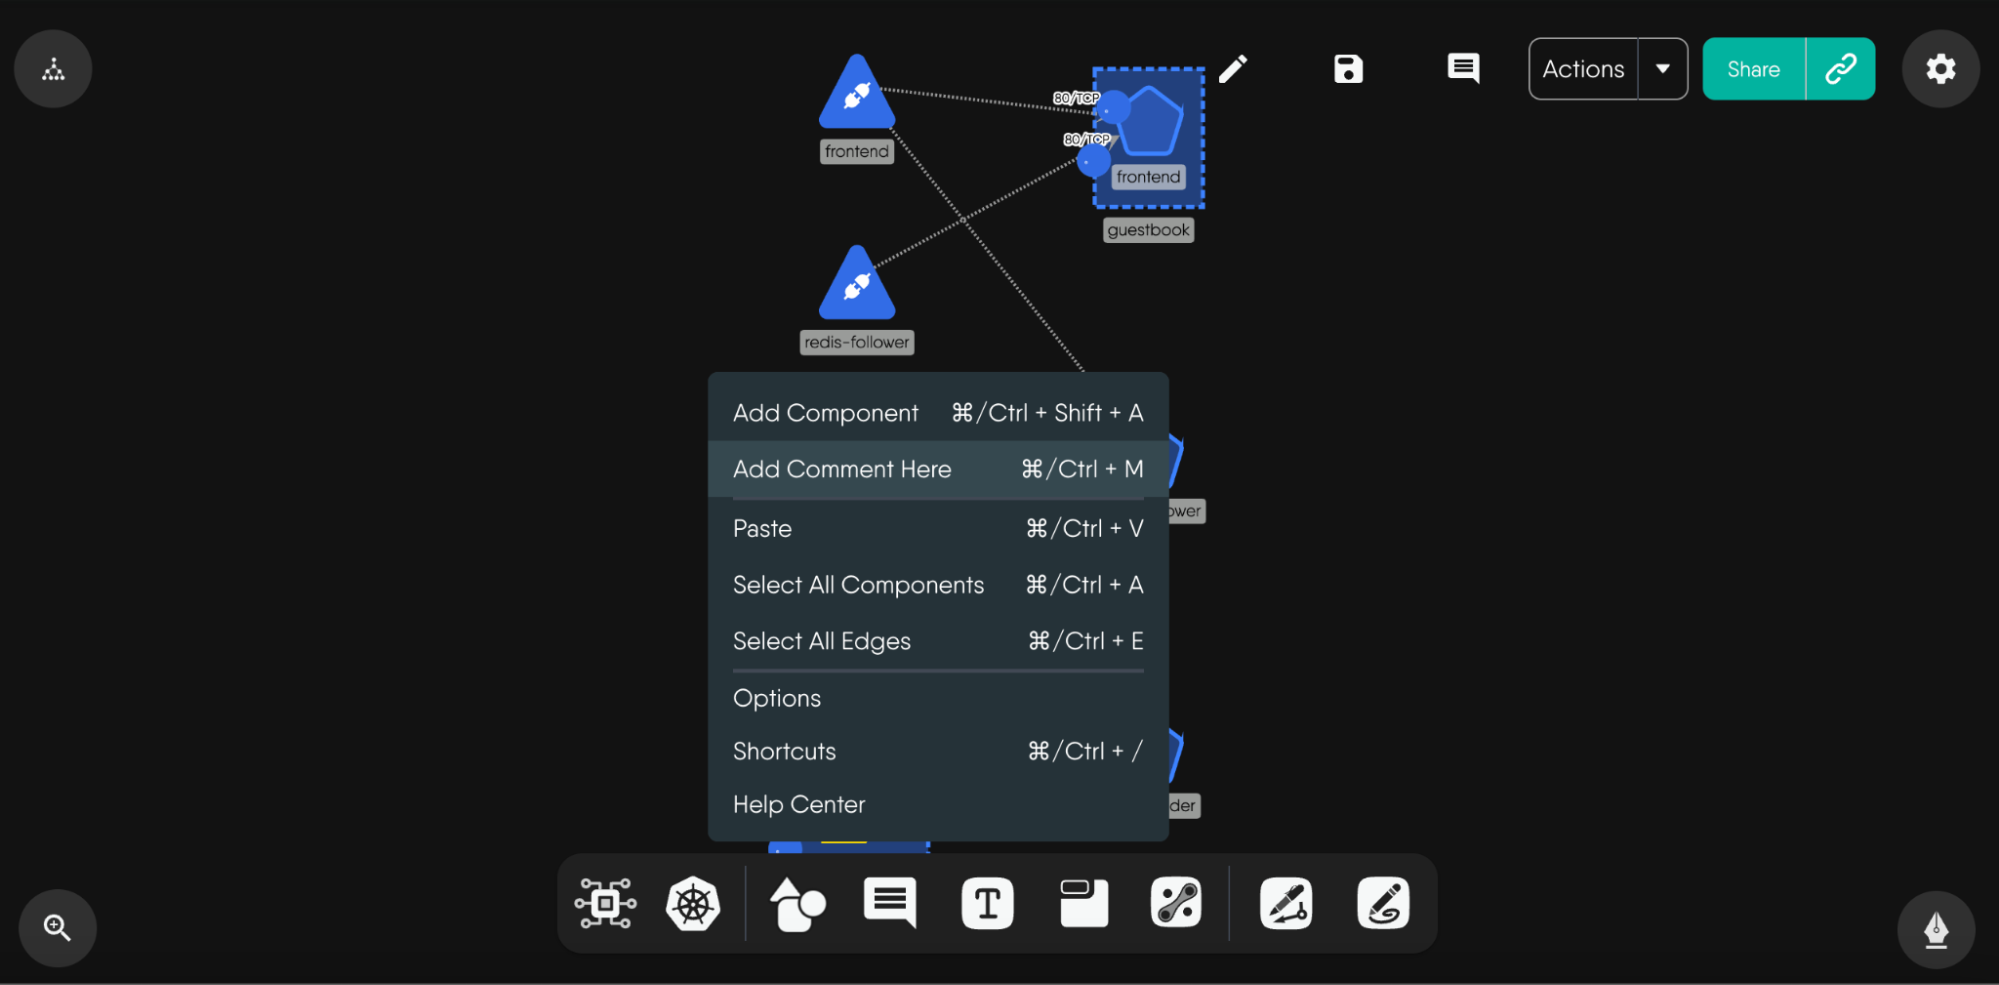 Actions
Share
80/TCP
80/TCP
frontend
frontend
guestbook
redis-follower
Add Component ⌘/Ctrl + Shift + A
Add Comment Here ⌘/Ctrl + M
Paste ⌘/Ctrl + V
Select All Components ⌘/Ctrl + A
Select All Edges ⌘/Ctrl + E
Options
Shortcuts ⌘/Ctrl + /
Help Center
ower
der
T